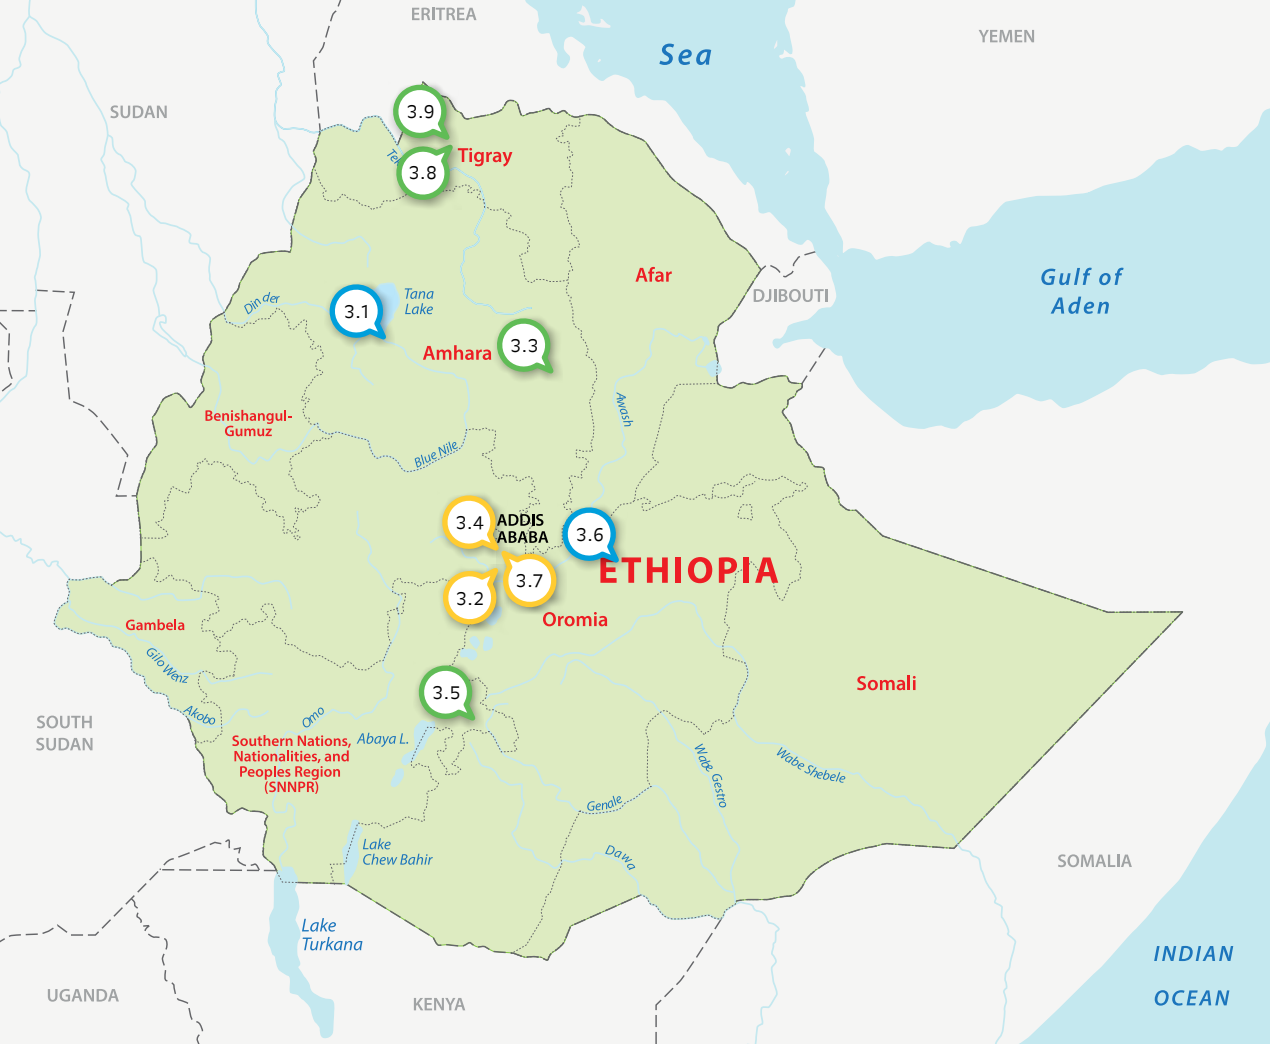 ERITREA
Sea
YEMEN
SUDAN
3.9
Te
Tigray
3.8
Afar
Gulf of
Aden
DJIBOUTI
Dinder
3.1
Tana
Lake
Amhara
3.3
Benishangul-
Gumuz
Awash
Blue Nile
3.4
ADDIS
ABABA
3.6
ETHIOPIA
3.7
3.2
Oromia
Gambela
Gilo Wenz
3.5
Somali
Akobo
Omo
SOUTH
SUDAN
Southern Nations,
Nationalities, and
Peoples Region
(SNNPR)
Abaya L.
Wabe Gestro
Wabe Shebele
Genale
Lake
Chew Bahir
Dawa
SOMALIA
Lake
Turkana
INDIAN
OCEAN
UGANDA
KENYA